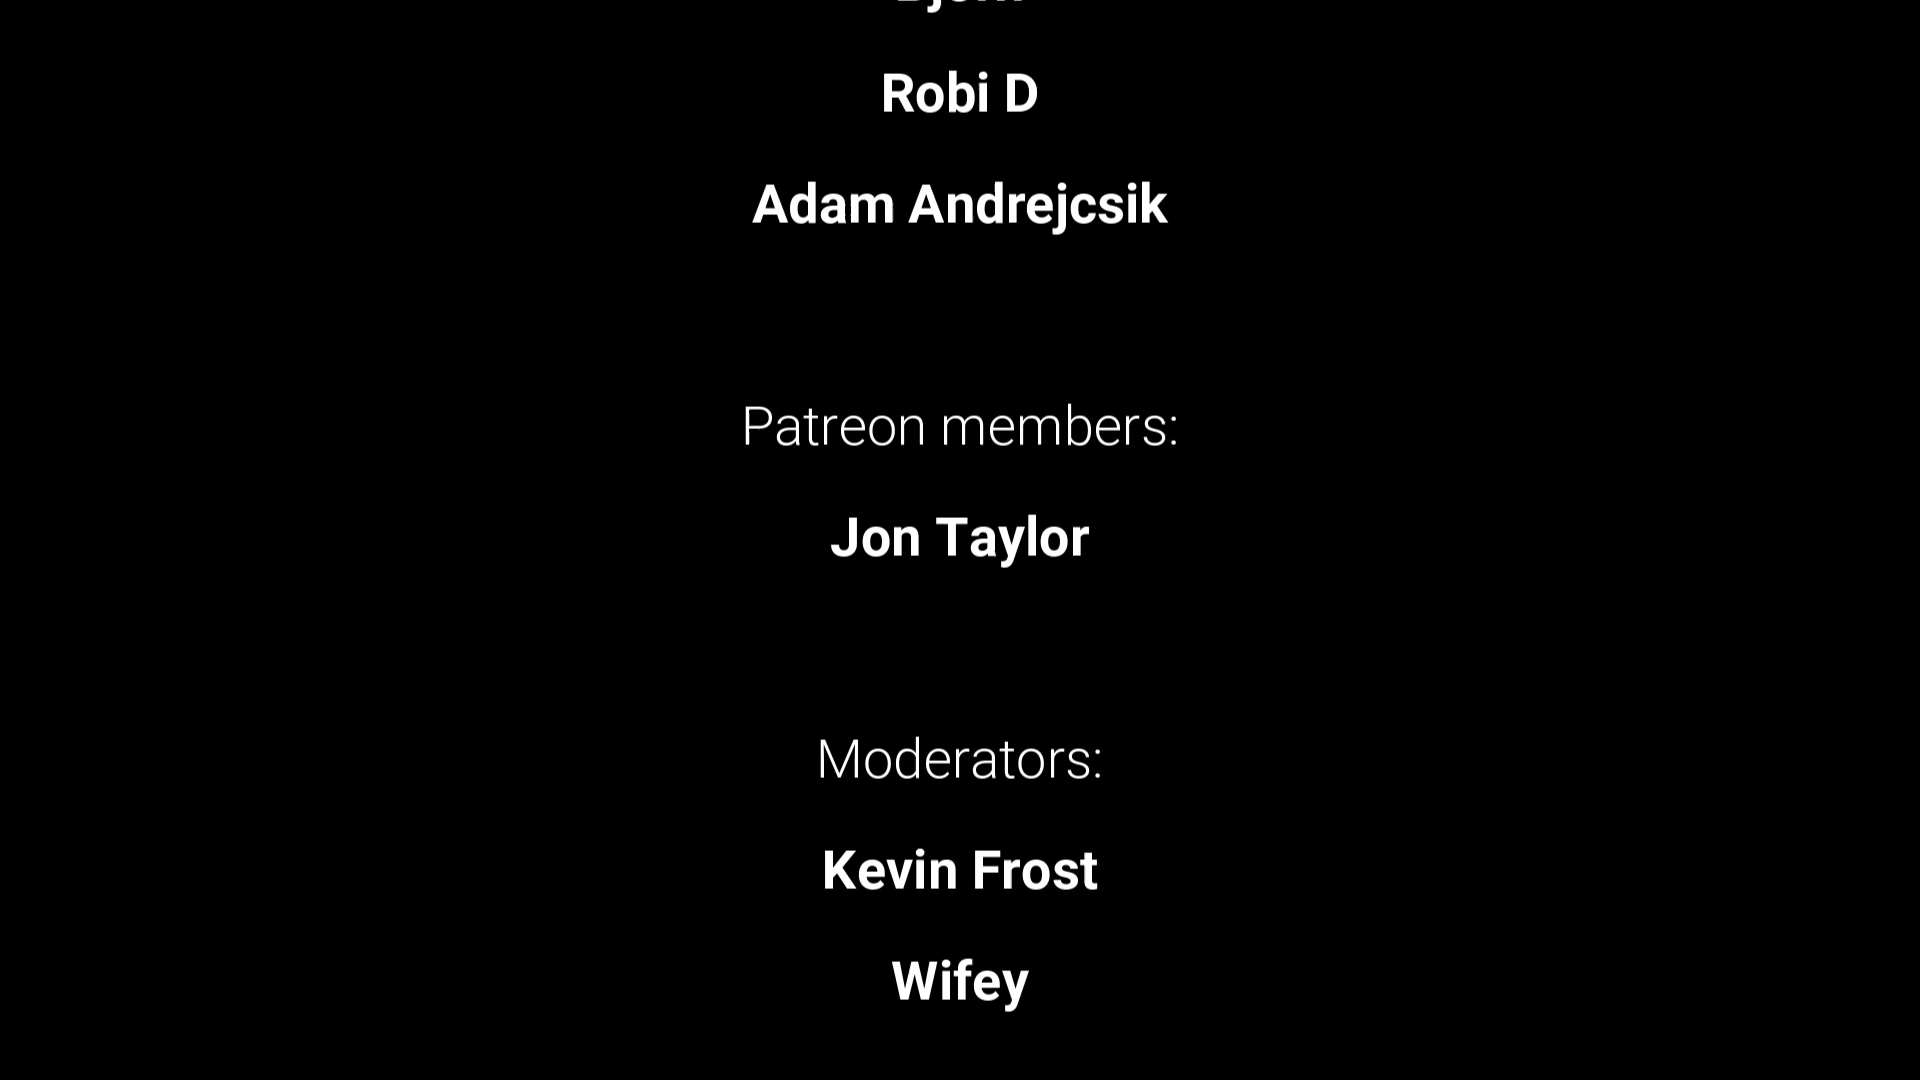 Robi D
Adam Andrejcsik
Patreon members:
Jon Taylor
Moderators:
Kevin Frost
Wifey